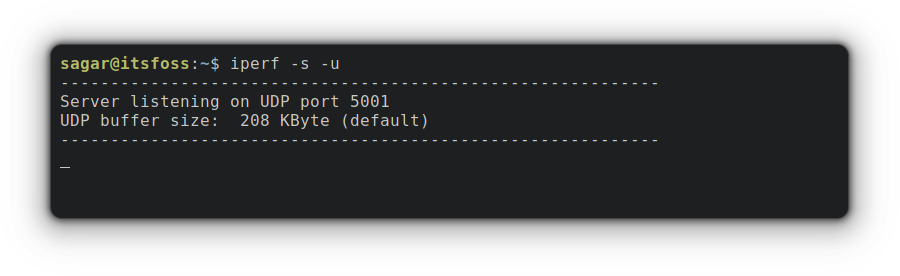 sagar@itsfoss:~$ iperf -s -u
------------------------------------------------------------
Server listening on UDP port 5001
UDP buffer size:  208 KByte (default)
------------------------------------------------------------
_